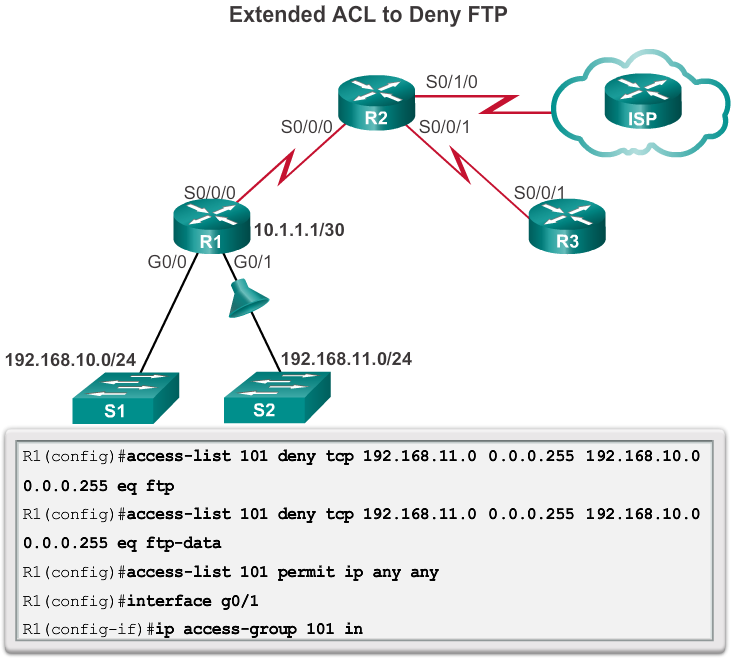 Extended ACL to Deny FTP
S0/1/0
R2
ISP
S0/0/0
S0/0/1
S0/0/0
S0/0/1
R1
10.1.1.1/30
R3
G0/0
G0/1
192.168.10.0/24
192.168.11.0/24
S1
S2
R1(config)#access-list 101 deny tcp 192.168.11.0 0.0.0.255 192.168.10.0
0.0.0.255 eq ftp
R1(config)#access-list 101 deny tcp 192.168.11.0 0.0.0.255 192.168.10.0
0.0.0.255 eq ftp-data
R1(config)#access-list 101 permit ip any any
R1(config)#interface g0/1
R1(config-if)#ip access-group 101 in